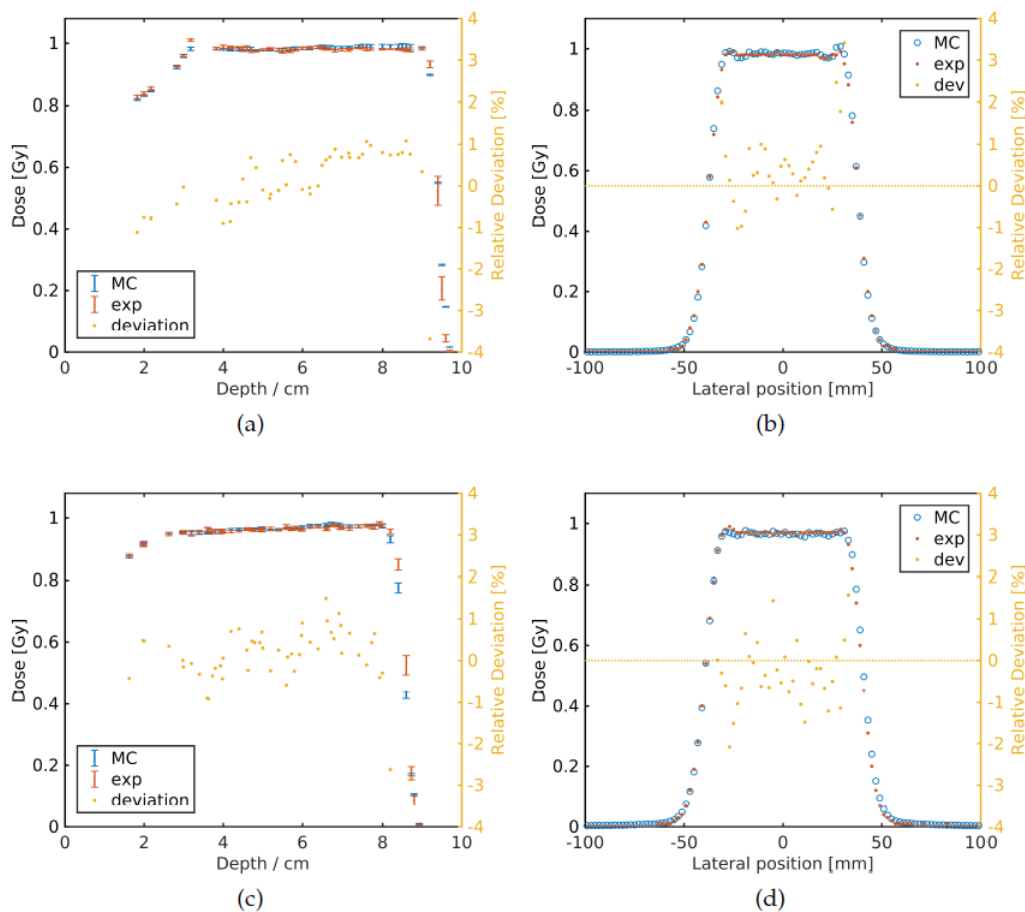 1
0.8
0.6
0.4
0.2
0
Dose [Gy]
4
3
2
1
0
-1
-2
-3
-4
Relative Deviation [%]
MC
exp
deviation
0 2 4 6 8 10
Depth / cm
(a)
1
0.8
0.6
0.4
0.2
0
Dose [Gy]
4
3
2
1
0
-1
-2
-3
-4
Relative Deviation [%]
MC
exp
dev
-100 -50 0 50 100
Lateral position [mm]
(b)
1
0.8
0.6
0.4
0.2
0
Dose [Gy]
4
3
2
1
0
-1
-2
-3
-4
Relative Deviation [%]
MC
exp
deviation
0 2 4 6 8 10
Depth / cm
(c)
1
0.8
0.6
0.4
0.2
0
Dose [Gy]
4
3
2
1
0
-1
-2
-3
-4
Relative Deviation [%]
MC
exp
dev
-100 -50 0 50 100
Lateral position [mm]
(d)